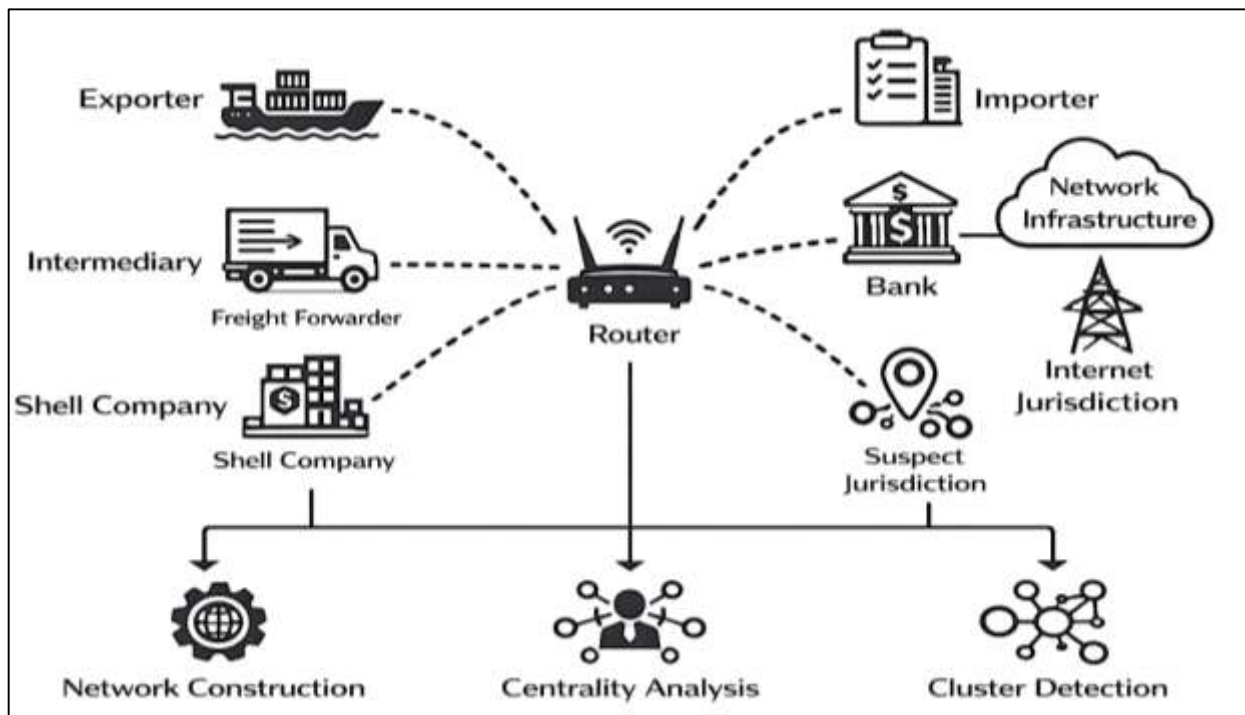 Exporter
Importer
Network
Infrastructure
$
$
Bank
Intermediary
Freight Forwarder
Router
Internet
Jurisdiction
Shell Company
$
Shell Company
Suspect
Jurisdiction
Network Construction
Centrality Analysis
Cluster Detection